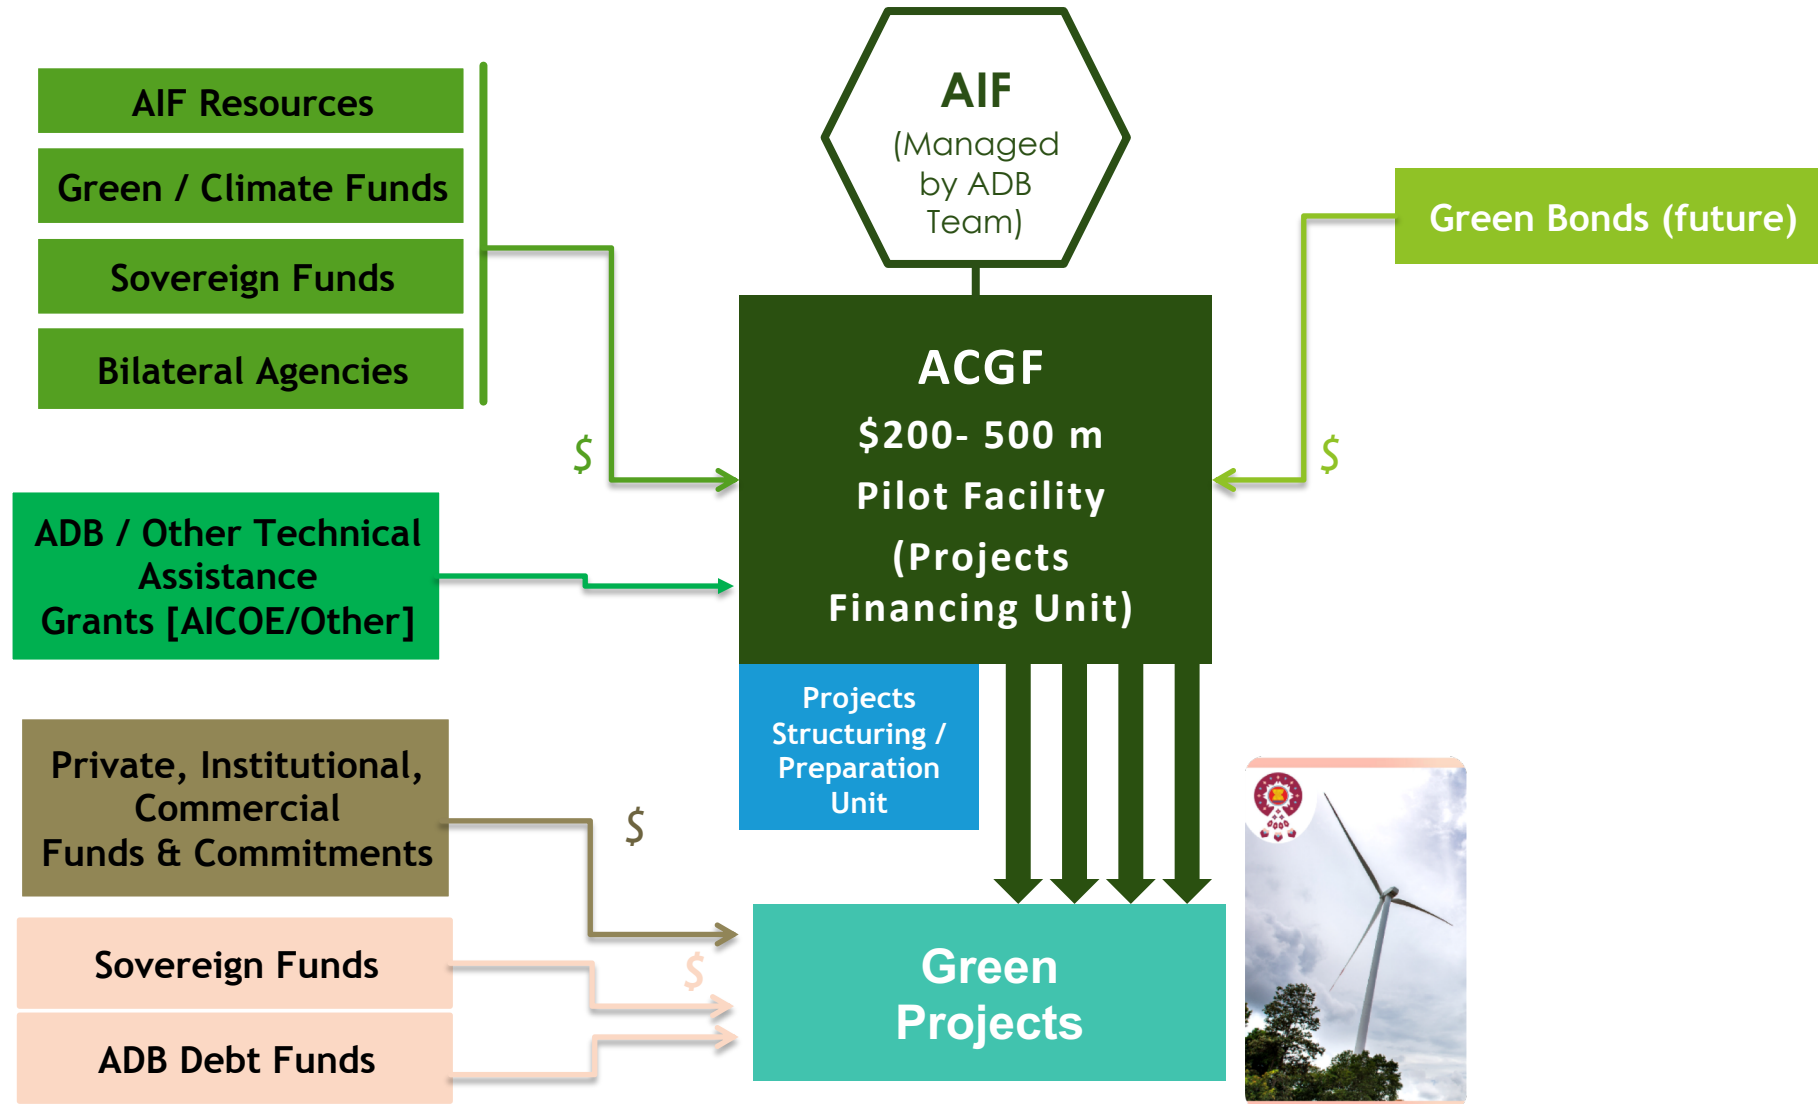 AIF
(Managed
by ADB
Team)
AIF Resources
Green / Climate Funds
Sovereign Funds
Bilateral Agencies
Green Bonds (future)
$
$
ACGF
$200- 500 m
Pilot Facility
(Projects
Financing Unit)
ADB / Other Technical
Assistance
Grants [AICOE/Other]
Projects
Structuring /
Preparation
Unit
Private, Institutional,
Commercial
Funds & Commitments
$
Sovereign Funds
$
ADB Debt Funds
Green
Projects